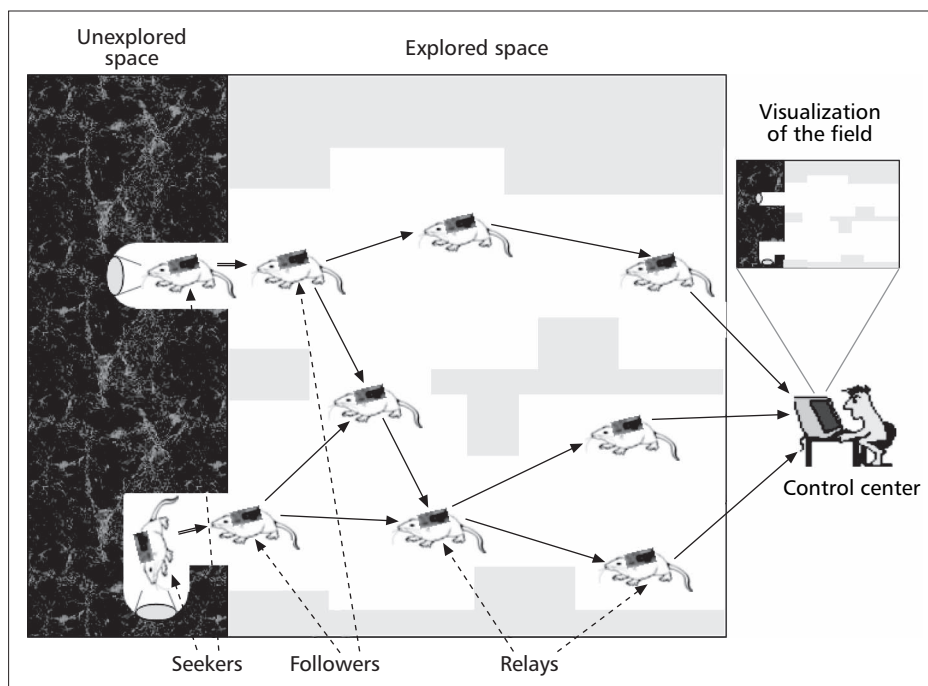 Unexplored
space
Explored space
Visualization
of the field
Control center
Seekers
Followers
Relays